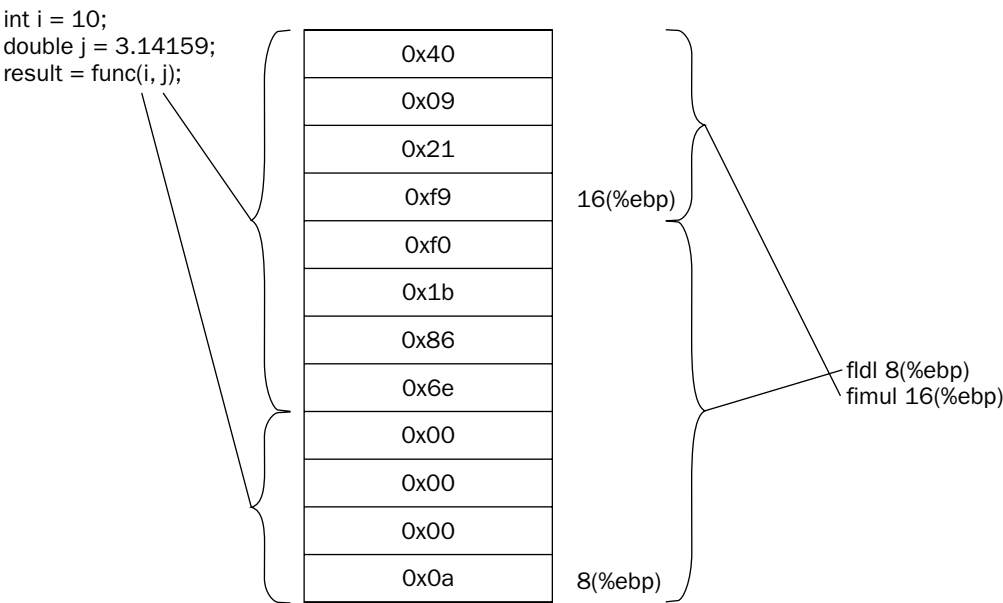 int i = 10;
double j = 3.14159;
result = func(i, j);
0x40
0x09
0x21
0xf9
16(%ebp)
0xf0
0x1b
0x86
0x6e
0x00
0x00
0x00
0x0a
8(%ebp)
fldl 8(%ebp)
fimul 16(%ebp)